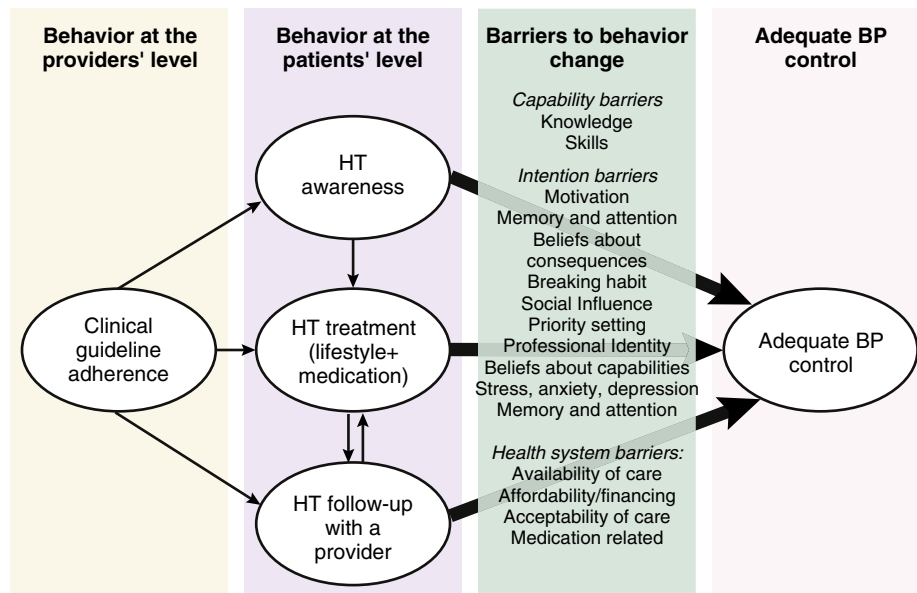 Behavior at the
providers' level
Behavior at the
patients' level
Barriers to behavior
change
Adequate BP
control
Clinical
guideline
adherence
HT
awareness
HT treatment
(lifestyle+
medication)
HT follow-up
with a
provider
Capability barriers
Knowledge
Skills
Intention barriers
Motivation
Memory and attention
Beliefs about
consequences
Breaking habit
Social Influence
Priority setting
Professional Identity
Beliefs about capabilities
Stress, anxiety, depression
Memory and attention
Health system barriers:
Availability of care
Affordability/financing
Acceptability of care
Medication related
Adequate BP
control